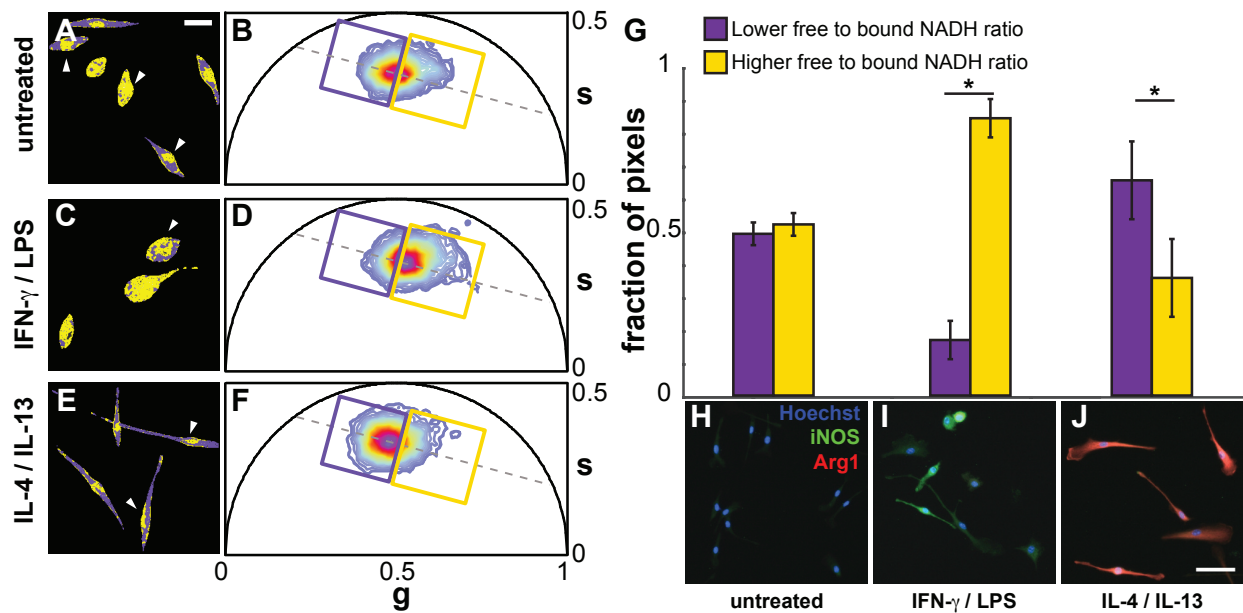 A
B
0.5
s
0
untreated
C
D
0.5
s
0
IFN-γ / LPS
E
F
0.5
s
0
IL-4 / IL-13
0
0.5
1
g
G
Lower free to bound NADH ratio
Higher free to bound NADH ratio
1
0.5
0
fraction of pixels
*
*
H
Hoechst
iNOS
Arg1
I
J
untreated
IFN-γ / LPS
IL-4 / IL-13